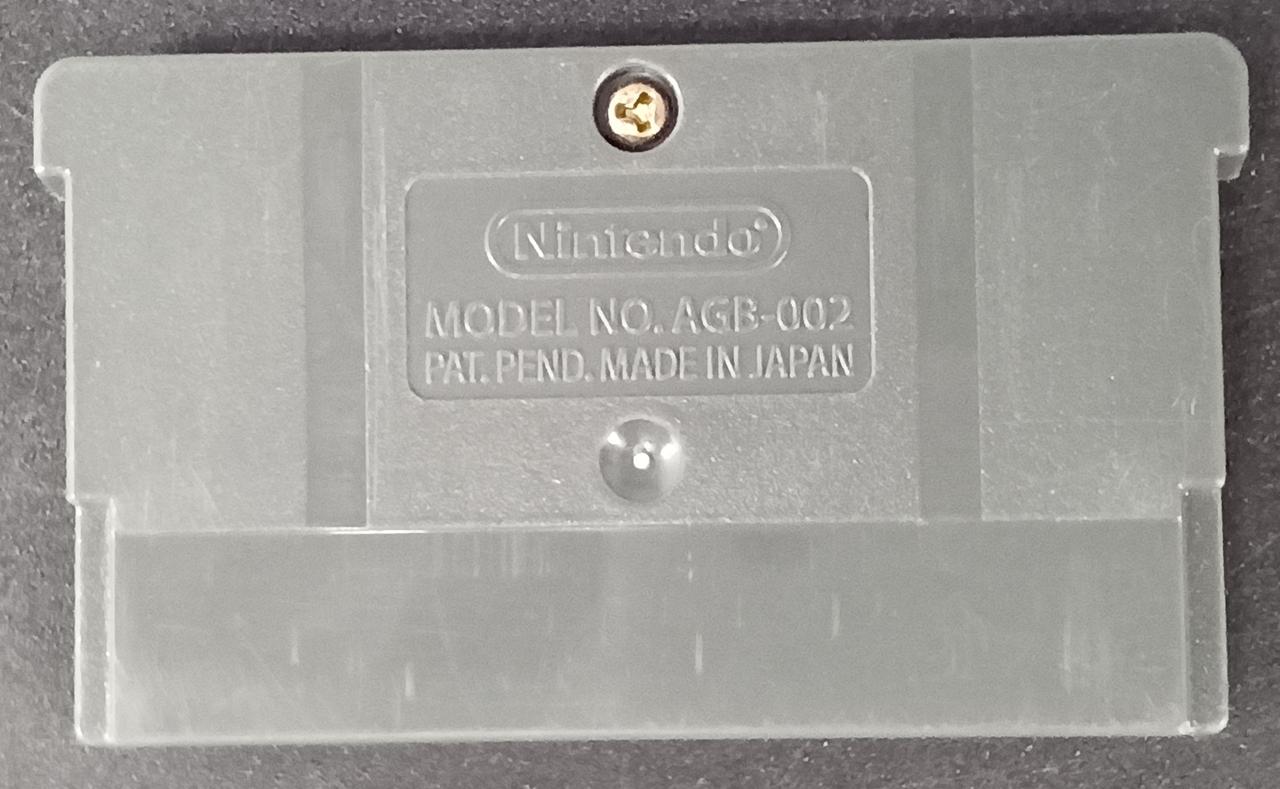 Nintendo®
MODEL NO. AGB-002
PAT. PEND. MADE IN JAPAN